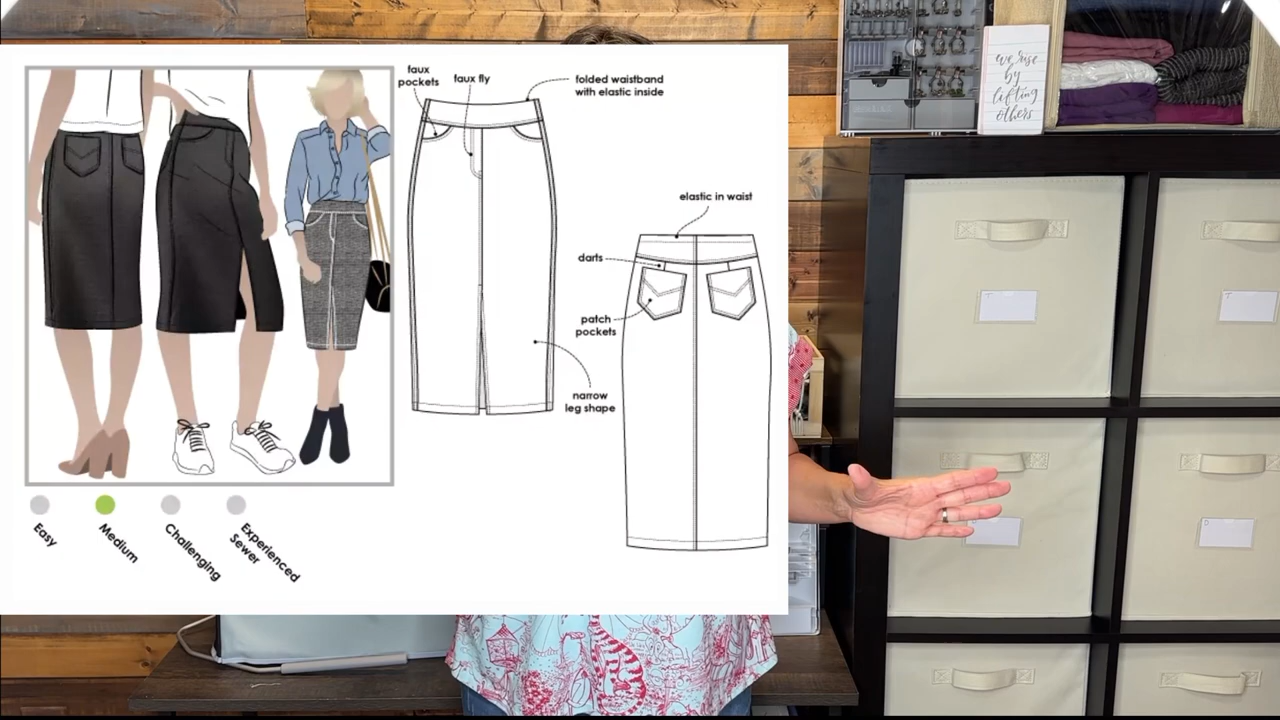 faux
pockets
faux fly
folded waistband
with elastic inside
elastic in waist
darts
patch
pockets
narrow
leg shape
Easy
Medium
Challenging
Experienced
Sewer
we rise
by
lifting
others